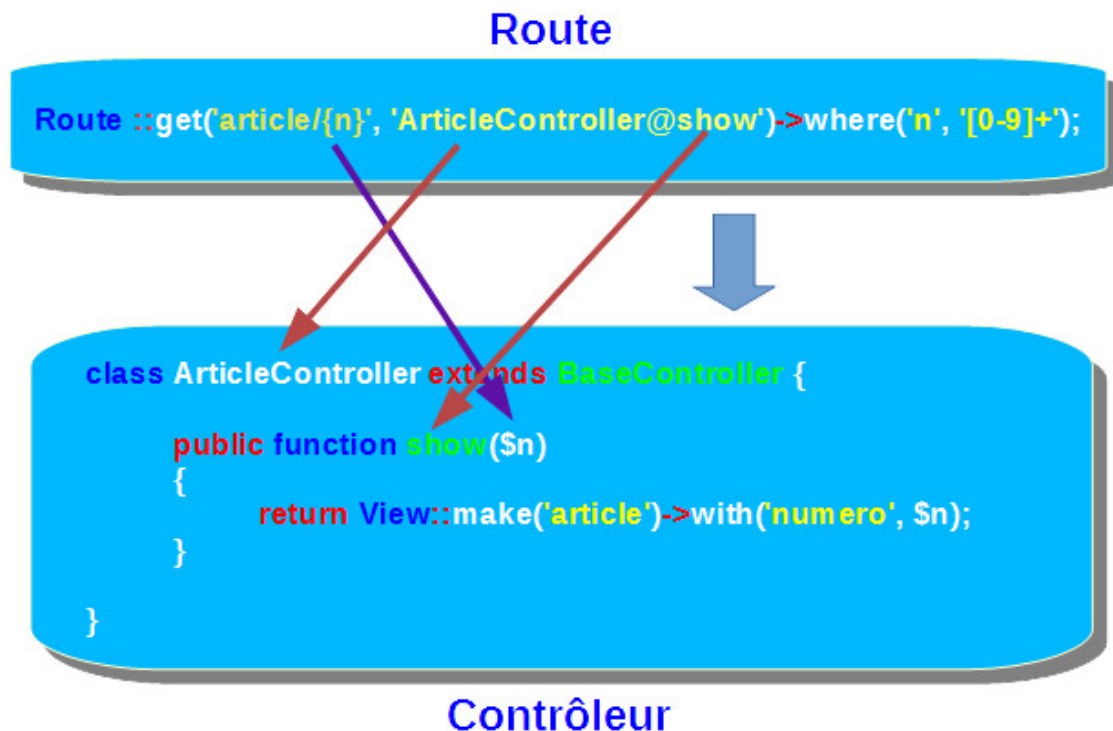 Route
Route ::get('article/{n}', 'ArticleController@show')->where('n', '[0-9]+');
class ArticleController extends BaseController {
public function show($n)
{
return View::make('article')->with('numero', $n);
}
}
Contrôleur